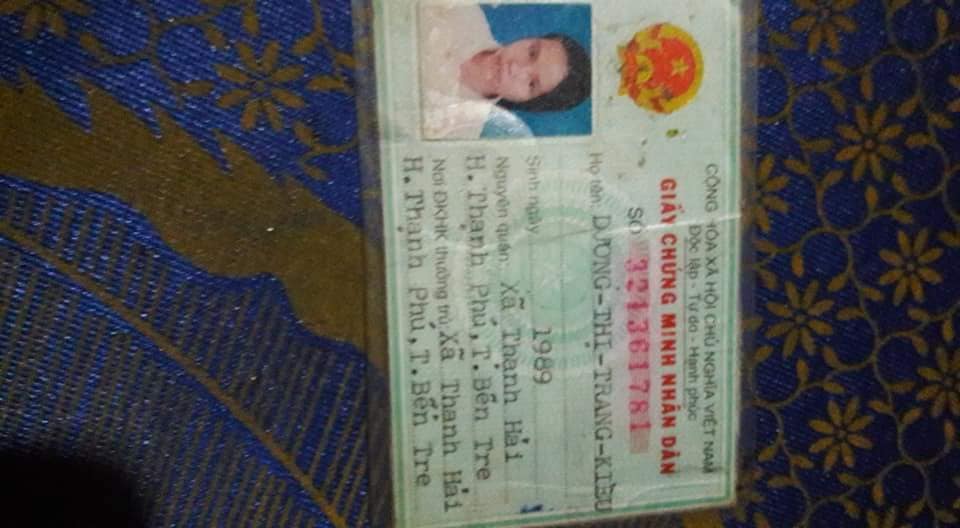 CỘNG HÒA XÃ HỘI CHỦ NGHĨA VIỆT NAM
Độc lập - Tự do - Hạnh phúc
GIẤY CHỨNG MINH NHÂN DÂN
SỐ 321361781
Họ tên DƯƠNG-THỊ-TRANG-KIỀU
Sinh ngày 1989
Nguyên quán Xã Thạnh Hải
H.Thạnh Phú,T.Bến Tre
Nơi ĐKHK thường trú Xã Thạnh Hải
H.Thạnh Phú,T.Bến Tre